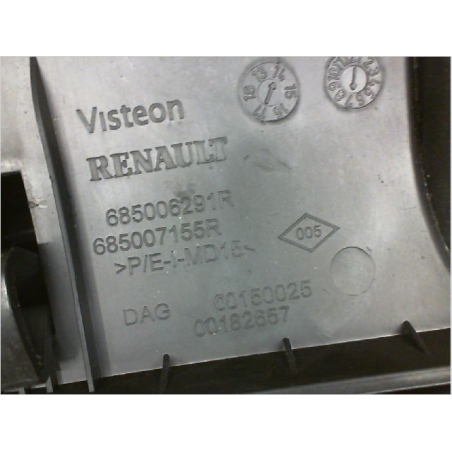 Visteon
RENAULT
685006291R
685007155R
>P/E-I-MD15<
005
DAG 00150025
00182657